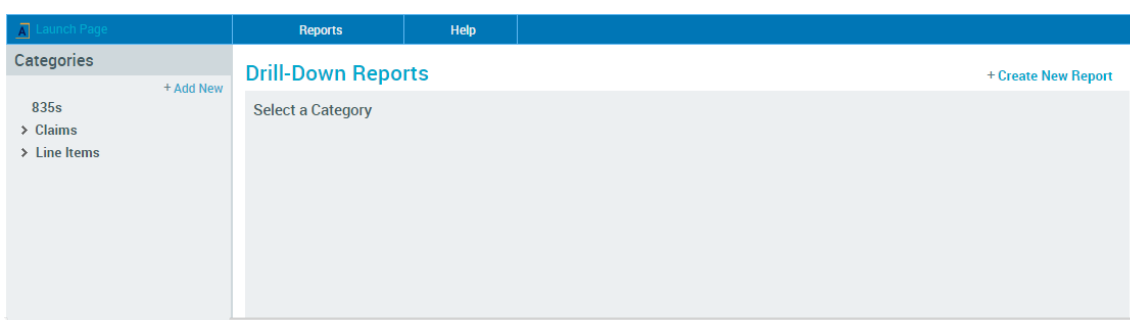 Launch Page
Reports
Help
Categories
+ Add New
835s
> Claims
> Line Items
Drill-Down Reports
+ Create New Report
Select a Category